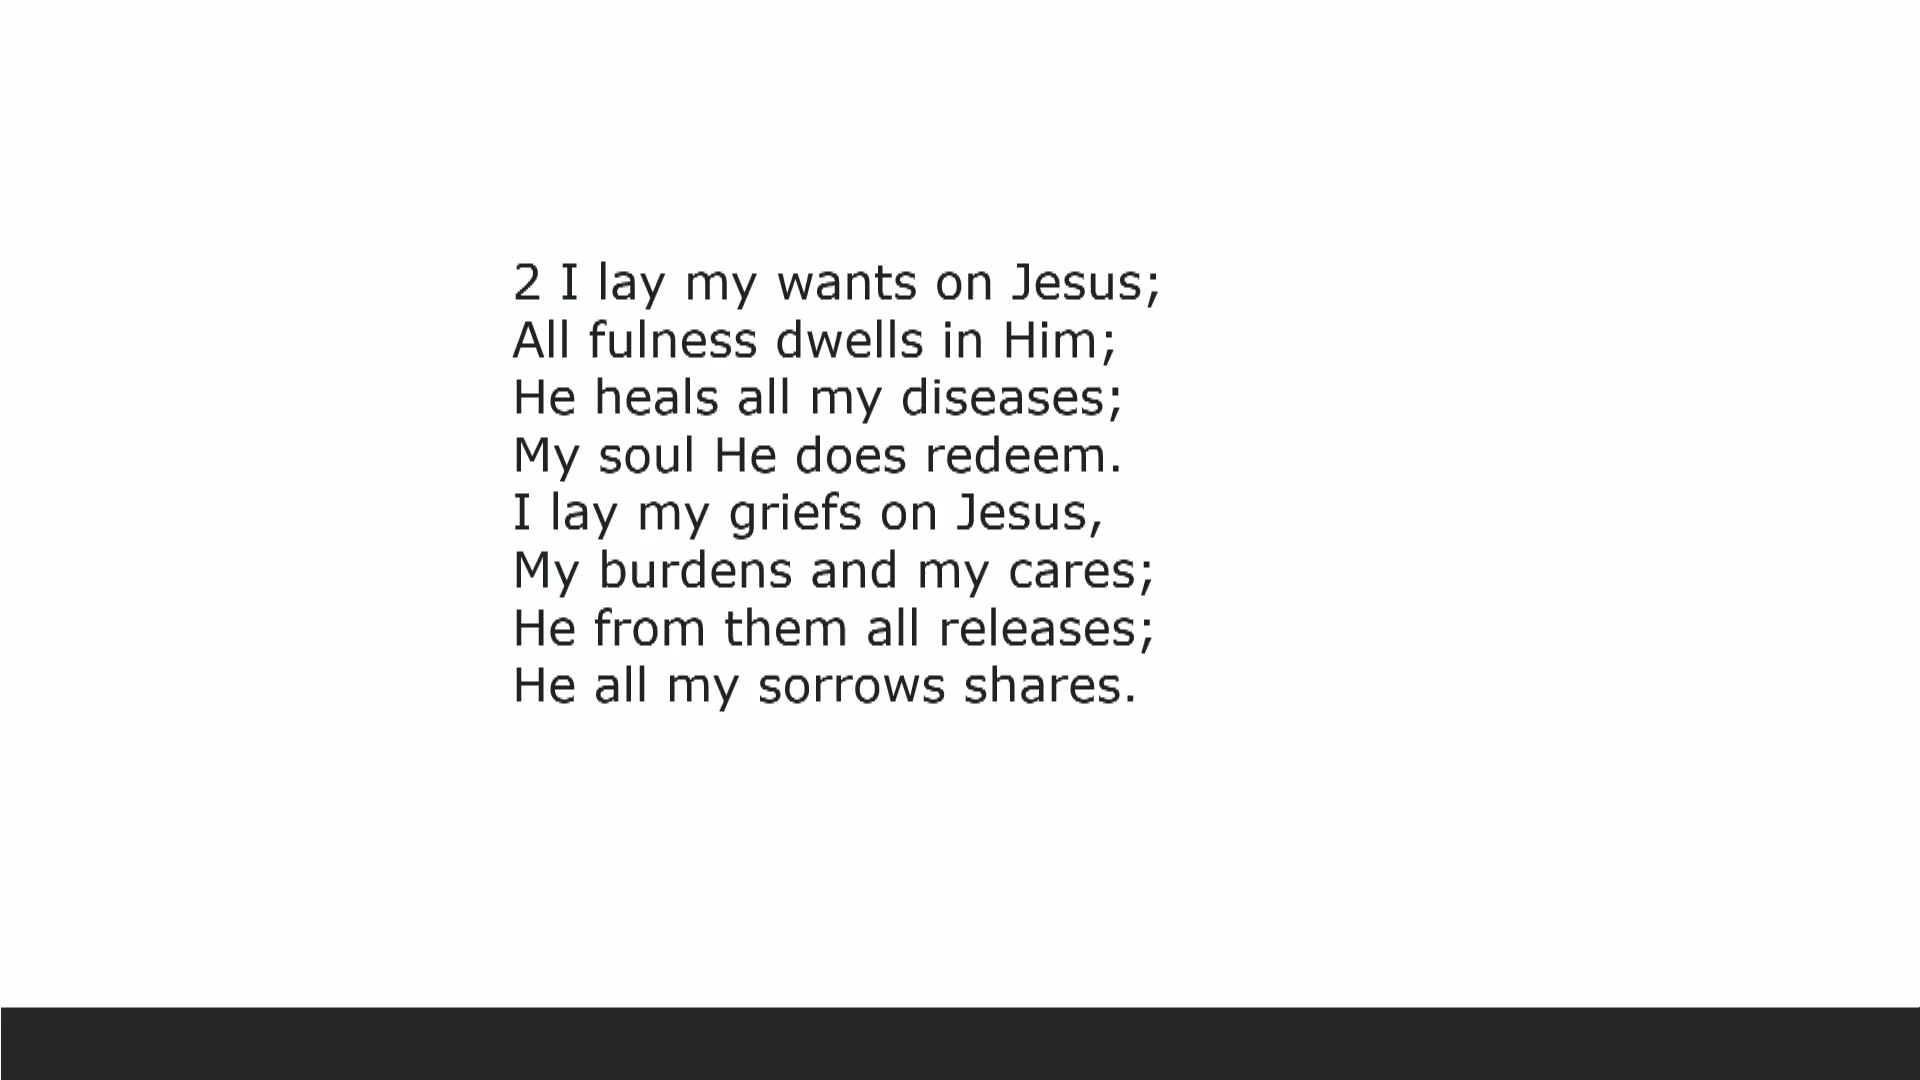 2 I lay my wants on Jesus;
All fulness dwells in Him;
He heals all my diseases;
My soul He does redeem.
I lay my griefs on Jesus,
My burdens and my cares;
He from them all releases;
He all my sorrows shares.